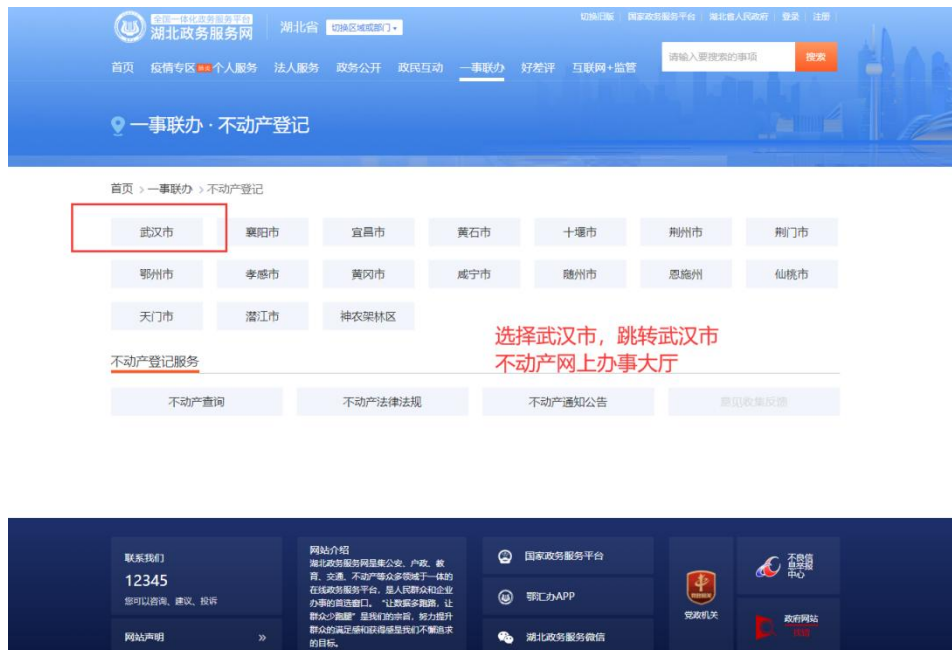 全国一体化政务服务平台
湖北政务服务网
湖北省
切换区域或部门
切换旧版 国家政务服务平台 湖北省人民政府 登录 注册
首页 疫情专区 个人服务 法人服务 政务公开 政民互动 一事联办 好差评 互联网+监管
请输入要搜索的事项 搜索
一事联办 · 不动产登记
首页 > 一事联办 > 不动产登记
武汉市 襄阳市 宜昌市 黄石市 十堰市 荆州市 荆门市
鄂州市 孝感市 黄冈市 咸宁市 随州市 恩施州 仙桃市
天门市 潜江市 神农架林区
选择武汉市，跳转武汉市
不动产网上办事大厅
不动产登记服务
不动产查询 不动产法律法规 不动产通知公告 意见收集反馈
联系我们
12345
您可以咨询、建议、投诉
网站声明 »
网站介绍
湖北政务服务网是集公安、户政、教
育、交通、不动产等众多领域于一体的
在线政务服务平台，是人民群众和企业
办事的首选窗口。“让数据多跑路，让
群众少跑腿”是我们的宗旨，努力提升
群众的满足感和获得感是我们不懈追求
的目标。
国家政务服务平台
鄂汇办APP
湖北政务服务微信
党政机关
不良信
息举报
中心
政府网站
找错